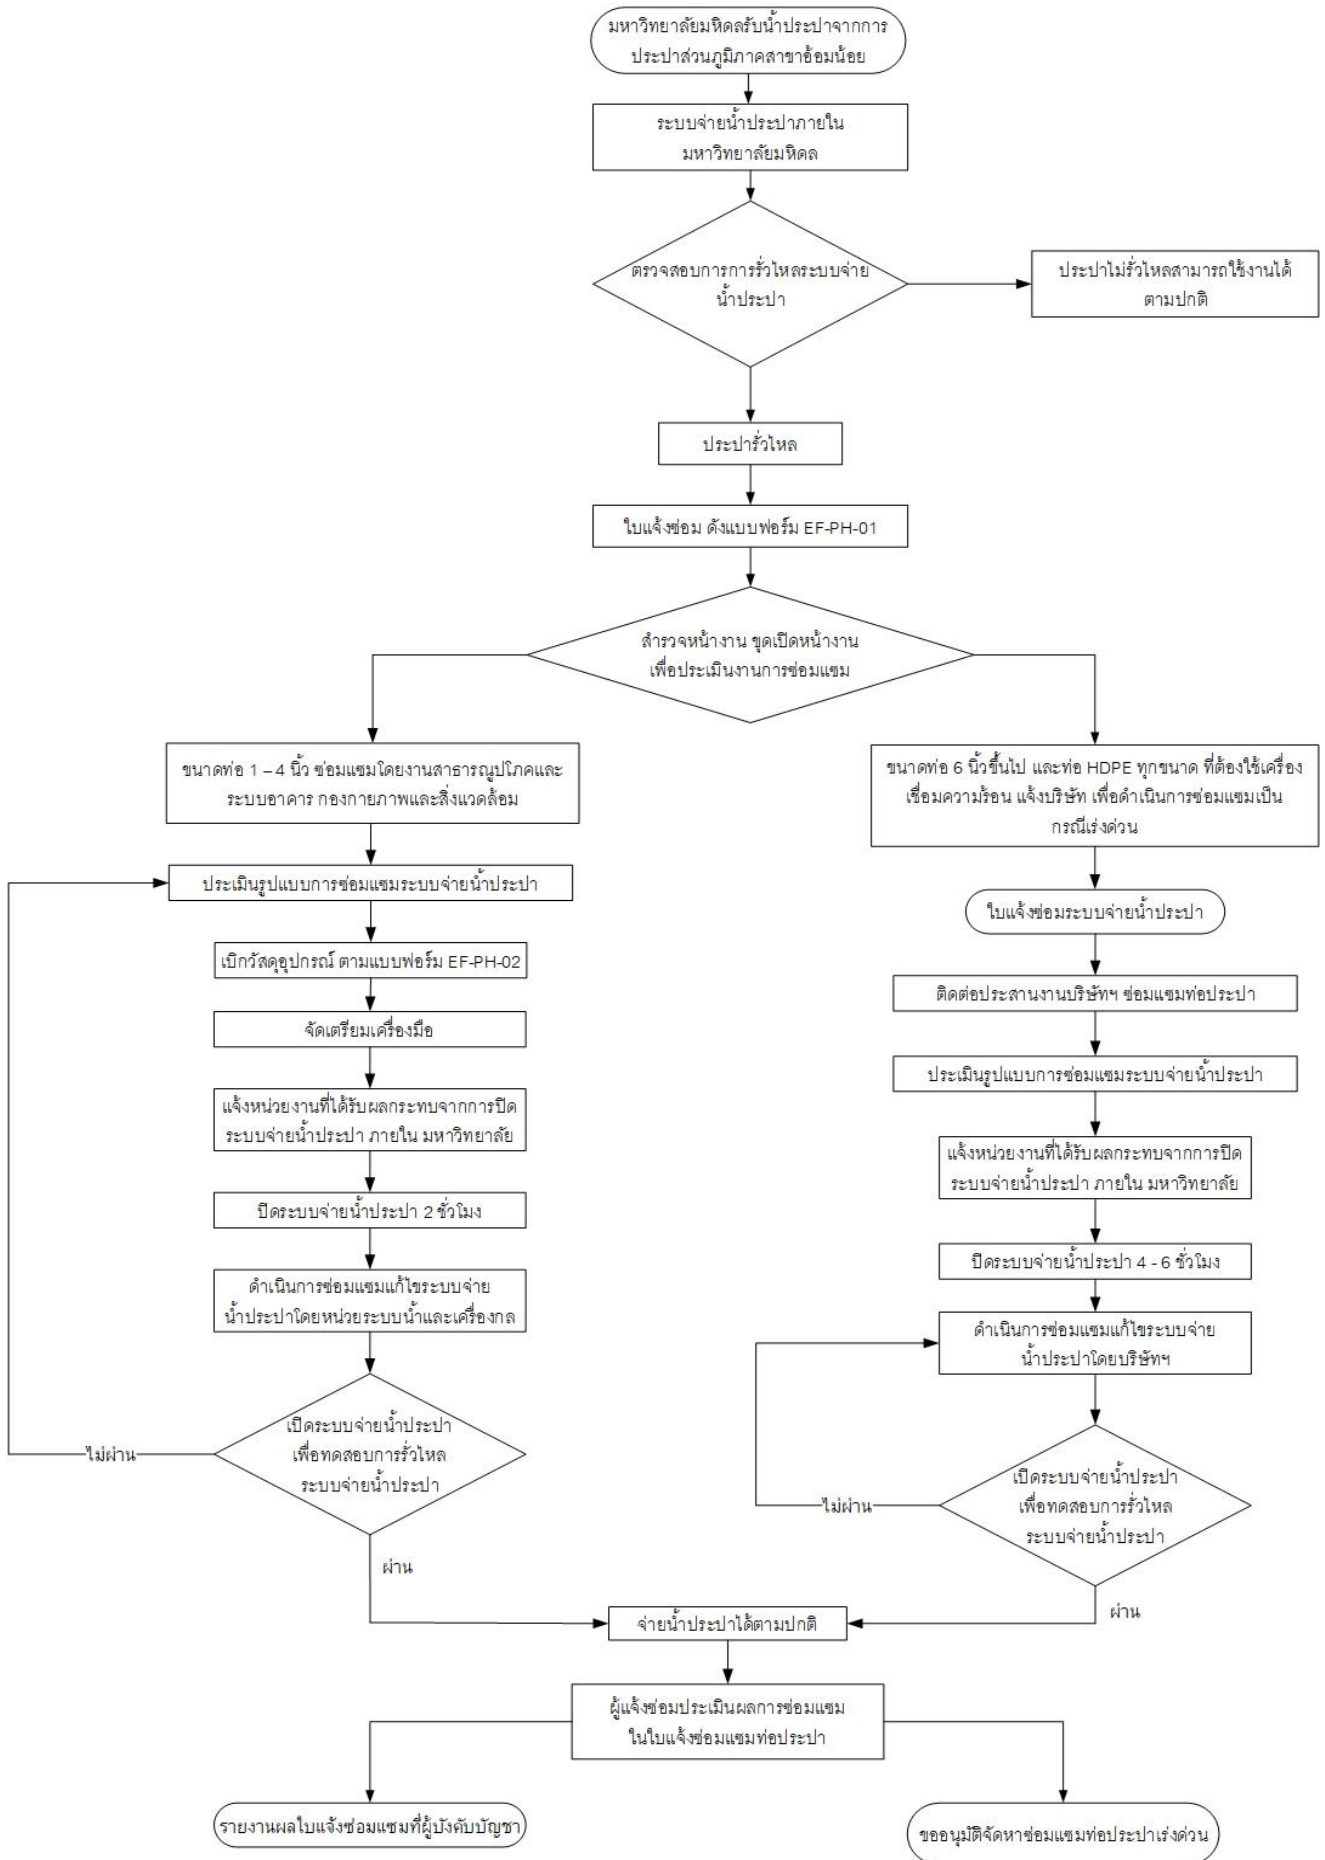 มหาวิทยาลัยมหิดลรับน้ำประปาจากการ
ประปาส่วนภูมิภาคสาขาอ้อมน้อย
ระบบจ่ายน้ำประปาภายใน
มหาวิทยาลัยมหิดล
ตรวจสอบการการรั่วไหลระบบจ่าย
น้ำประปา
ประปาไม่รั่วไหลสามารถใช้งานได้
ตามปกติ
ประปารั่วไหล
ใบแจ้งซ่อม ดังแบบฟอร์ม EF-PH-01
สำรวจหน้างาน ขุดเปิดหน้างาน
เพื่อประเมินงานการซ่อมแซม
ขนาดท่อ 1 – 4 นิ้ว ซ่อมแซมโดยงานสาธารณูปโภคและ
ระบบอาคาร กองกายภาพและสิ่งแวดล้อม
ประเมินรูปแบบการซ่อมแซมระบบจ่ายน้ำประปา
เบิกวัสดุอุปกรณ์ ตามแบบฟอร์ม EF-PH-02
จัดเตรียมเครื่องมือ
แจ้งหน่วยงานที่ได้รับผลกระทบจากการปิด
ระบบจ่ายน้ำประปา ภายใน มหาวิทยาลัย
ปิดระบบจ่ายน้ำประปา 2 ชั่วโมง
ดำเนินการซ่อมแซมแก้ไขระบบจ่าย
น้ำประปาโดยหน่วยระบบน้ำและเครื่องกล
เปิดระบบจ่ายน้ำประปา
เพื่อทดสอบการรั่วไหล
ระบบจ่ายน้ำประปา
ไม่ผ่าน
ผ่าน
ขนาดท่อ 6 นิ้วขึ้นไป และท่อ HDPE ทุกขนาด ที่ต้องใช้เครื่อง
เชื่อมความร้อน แจ้งบริษัท เพื่อดำเนินการซ่อมแซมเป็น
กรณีเร่งด่วน
ใบแจ้งซ่อมระบบจ่ายน้ำประปา
ติดต่อประสานงานบริษัทฯ ซ่อมแซมท่อประปา
ประเมินรูปแบบการซ่อมแซมระบบจ่ายน้ำประปา
แจ้งหน่วยงานที่ได้รับผลกระทบจากการปิด
ระบบจ่ายน้ำประปา ภายใน มหาวิทยาลัย
ปิดระบบจ่ายน้ำประปา 4 - 6 ชั่วโมง
ดำเนินการซ่อมแซมแก้ไขระบบจ่าย
น้ำประปาโดยบริษัทฯ
เปิดระบบจ่ายน้ำประปา
เพื่อทดสอบการรั่วไหล
ระบบจ่ายน้ำประปา
ไม่ผ่าน
ผ่าน
จ่ายน้ำประปาได้ตามปกติ
ผู้แจ้งซ่อมประเมินผลการซ่อมแซม
ในใบแจ้งซ่อมแซมท่อประปา
รายงานผลใบแจ้งซ่อมแซมที่ผู้บังคับบัญชา
ขออนุมัติจัดหาซ่อมแซมท่อประปาเร่งด่วน